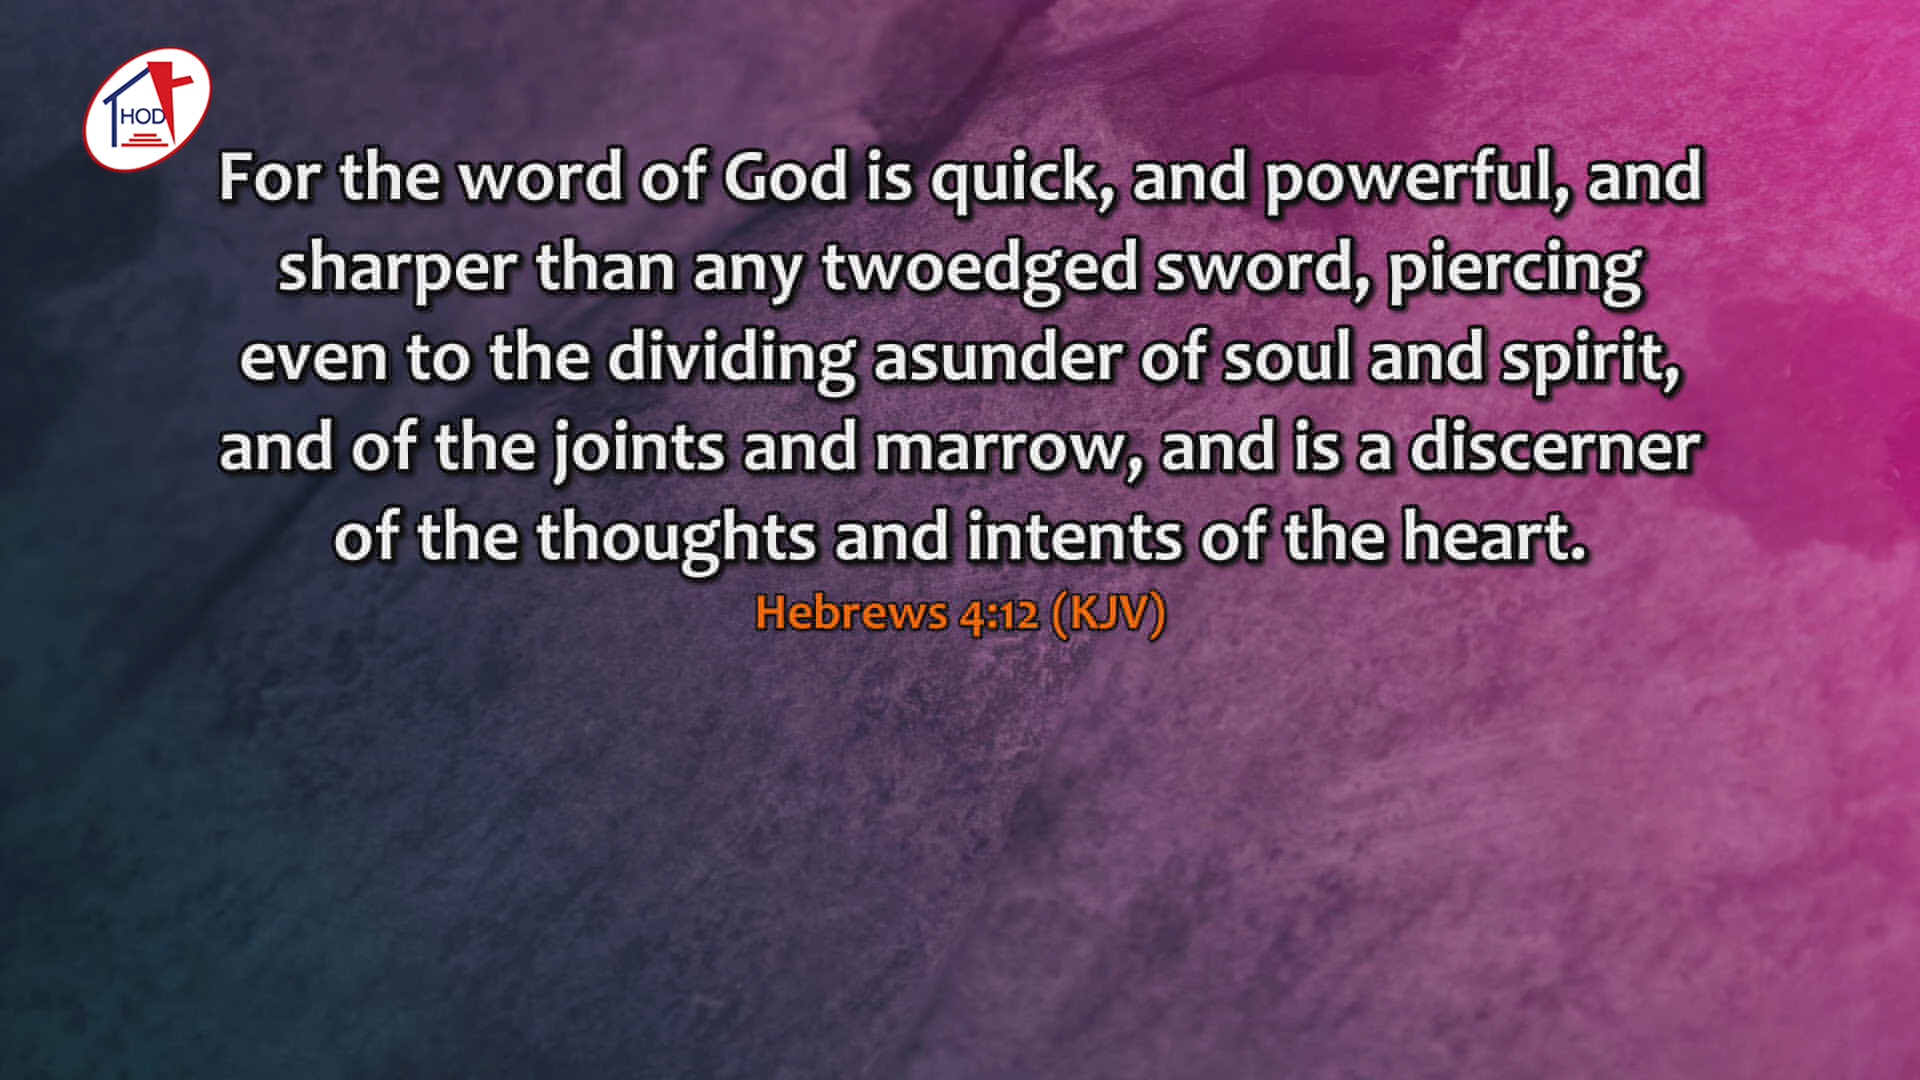 HOD
For the word of God is quick, and powerful, and
sharper than any twoedged sword, piercing
even to the dividing asunder of soul and spirit,
and of the joints and marrow, and is a discerner
of the thoughts and intents of the heart.
Hebrews 4:12 (KJV)